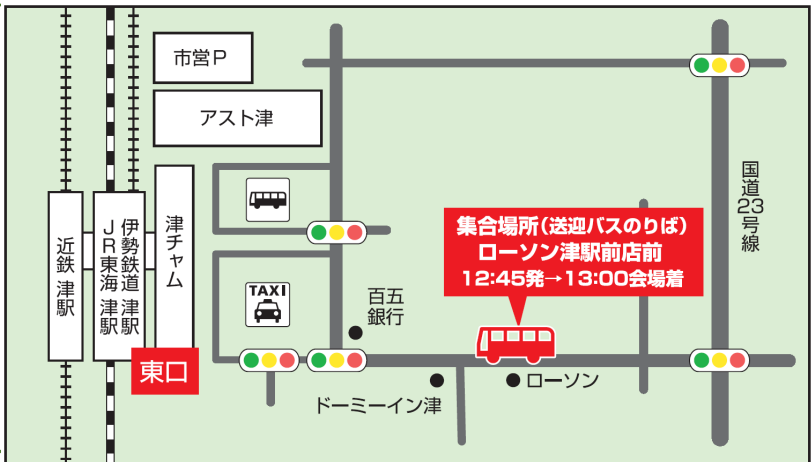 市営P
アスト津
津チャム
伊勢鉄道 津駅
JR東海 津駅
近鉄 津駅
東口
TAXI
百五
銀行
集合場所(送迎バスのりば)
ローソン津駅前店前
12:45発→13:00会場着
国道23号線
ドーミーイン津
ローソン